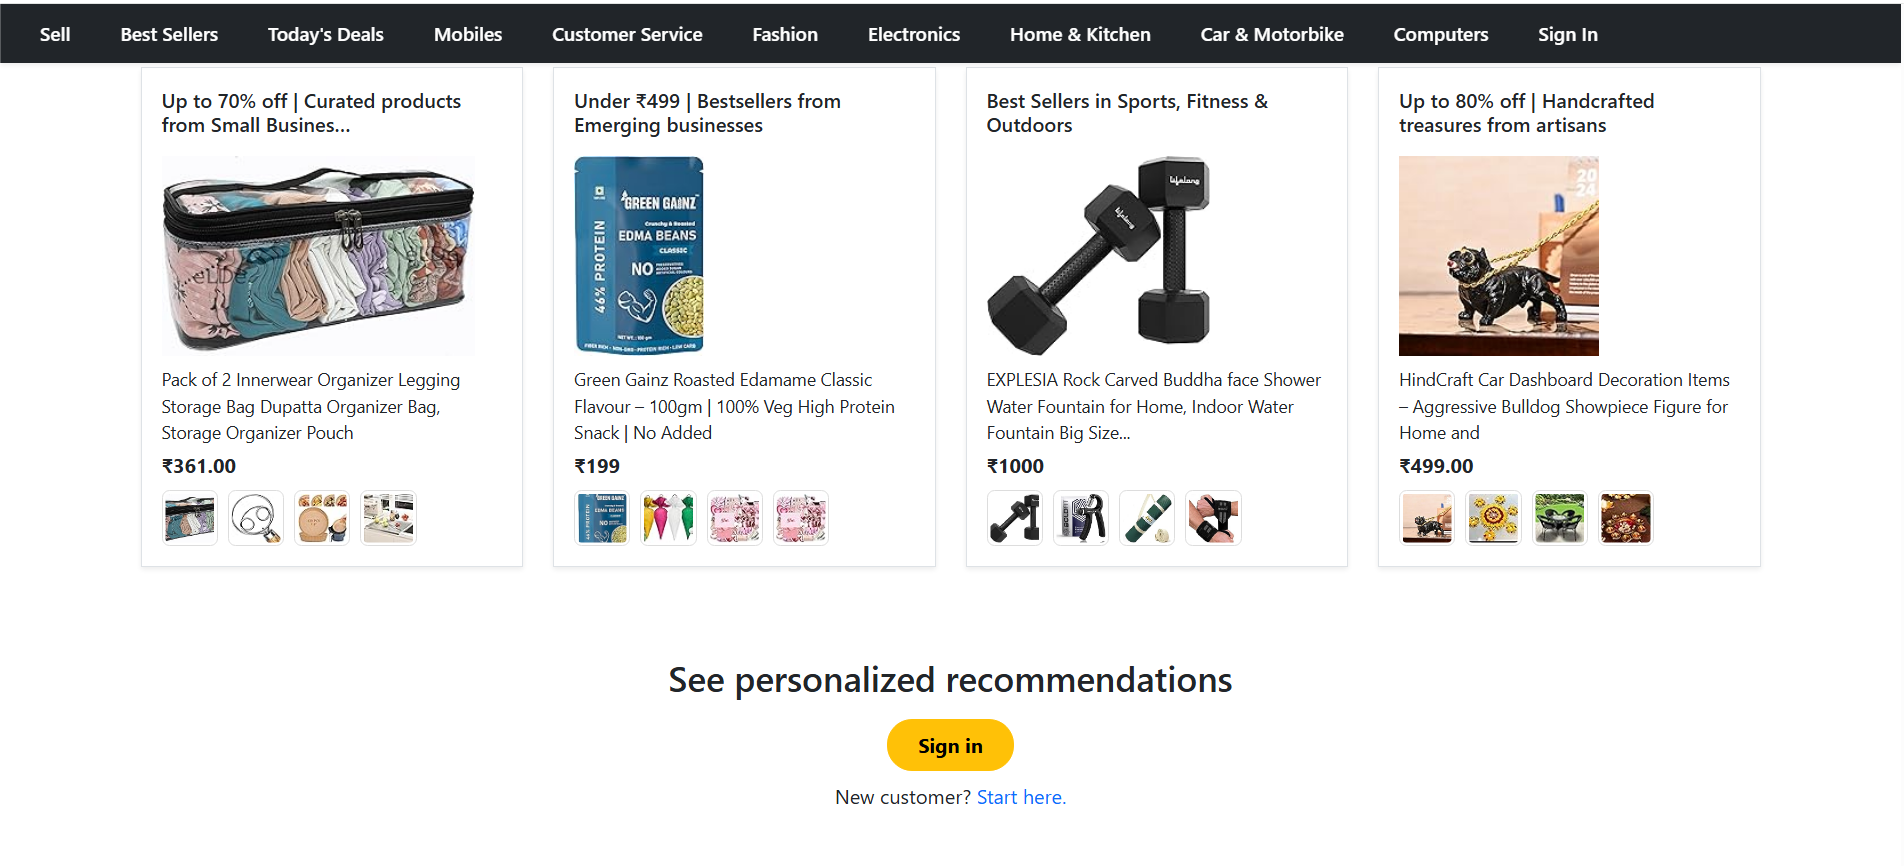 Sell Best Sellers Today's Deals Mobiles Customer Service Fashion Electronics Home & Kitchen Car & Motorbike Computers Sign In
Up to 70% off | Curated products
from Small Busines...
Pack of 2 Innerwear Organizer Legging
Storage Bag Dupatta Organizer Bag,
Storage Organizer Pouch
₹361.00
Under ₹499 | Bestsellers from
Emerging businesses
GREEN GAINZ
Crunchy & Roasted
EDMA BEANS
CLASSIC
46% PROTEIN
NO
Green Gainz Roasted Edamame Classic
Flavour – 100gm | 100% Veg High Protein
Snack | No Added
₹199
Best Sellers in Sports, Fitness &
Outdoors
lifelong
lifelong
EXPLESIA Rock Carved Buddha face Shower
Water Fountain for Home, Indoor Water
Fountain Big Size...
₹1000
Up to 80% off | Handcrafted
treasures from artisans
20
24
HindCraft Car Dashboard Decoration Items
– Aggressive Bulldog Showpiece Figure for
Home and
₹499.00
See personalized recommendations
Sign in
New customer? Start here.